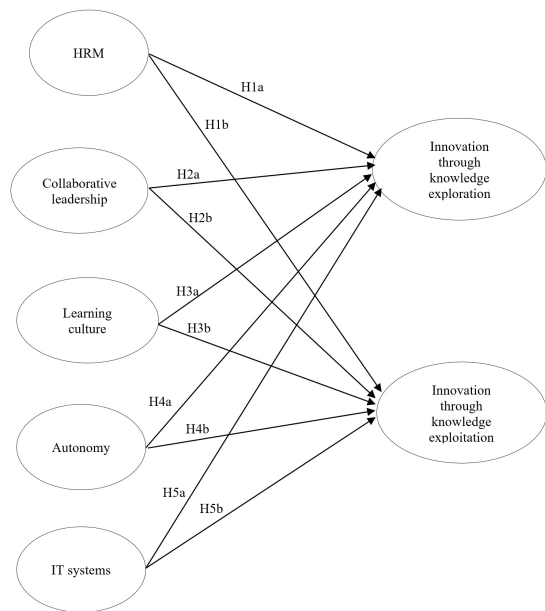 HRM
H1a
H1b
Innovation
through
knowledge
exploration
Collaborative
leadership
H2a
H2b
Learning
culture
H3a
H3b
Innovation
through
knowledge
exploitation
Autonomy
H4a
H4b
IT systems
H5a
H5b